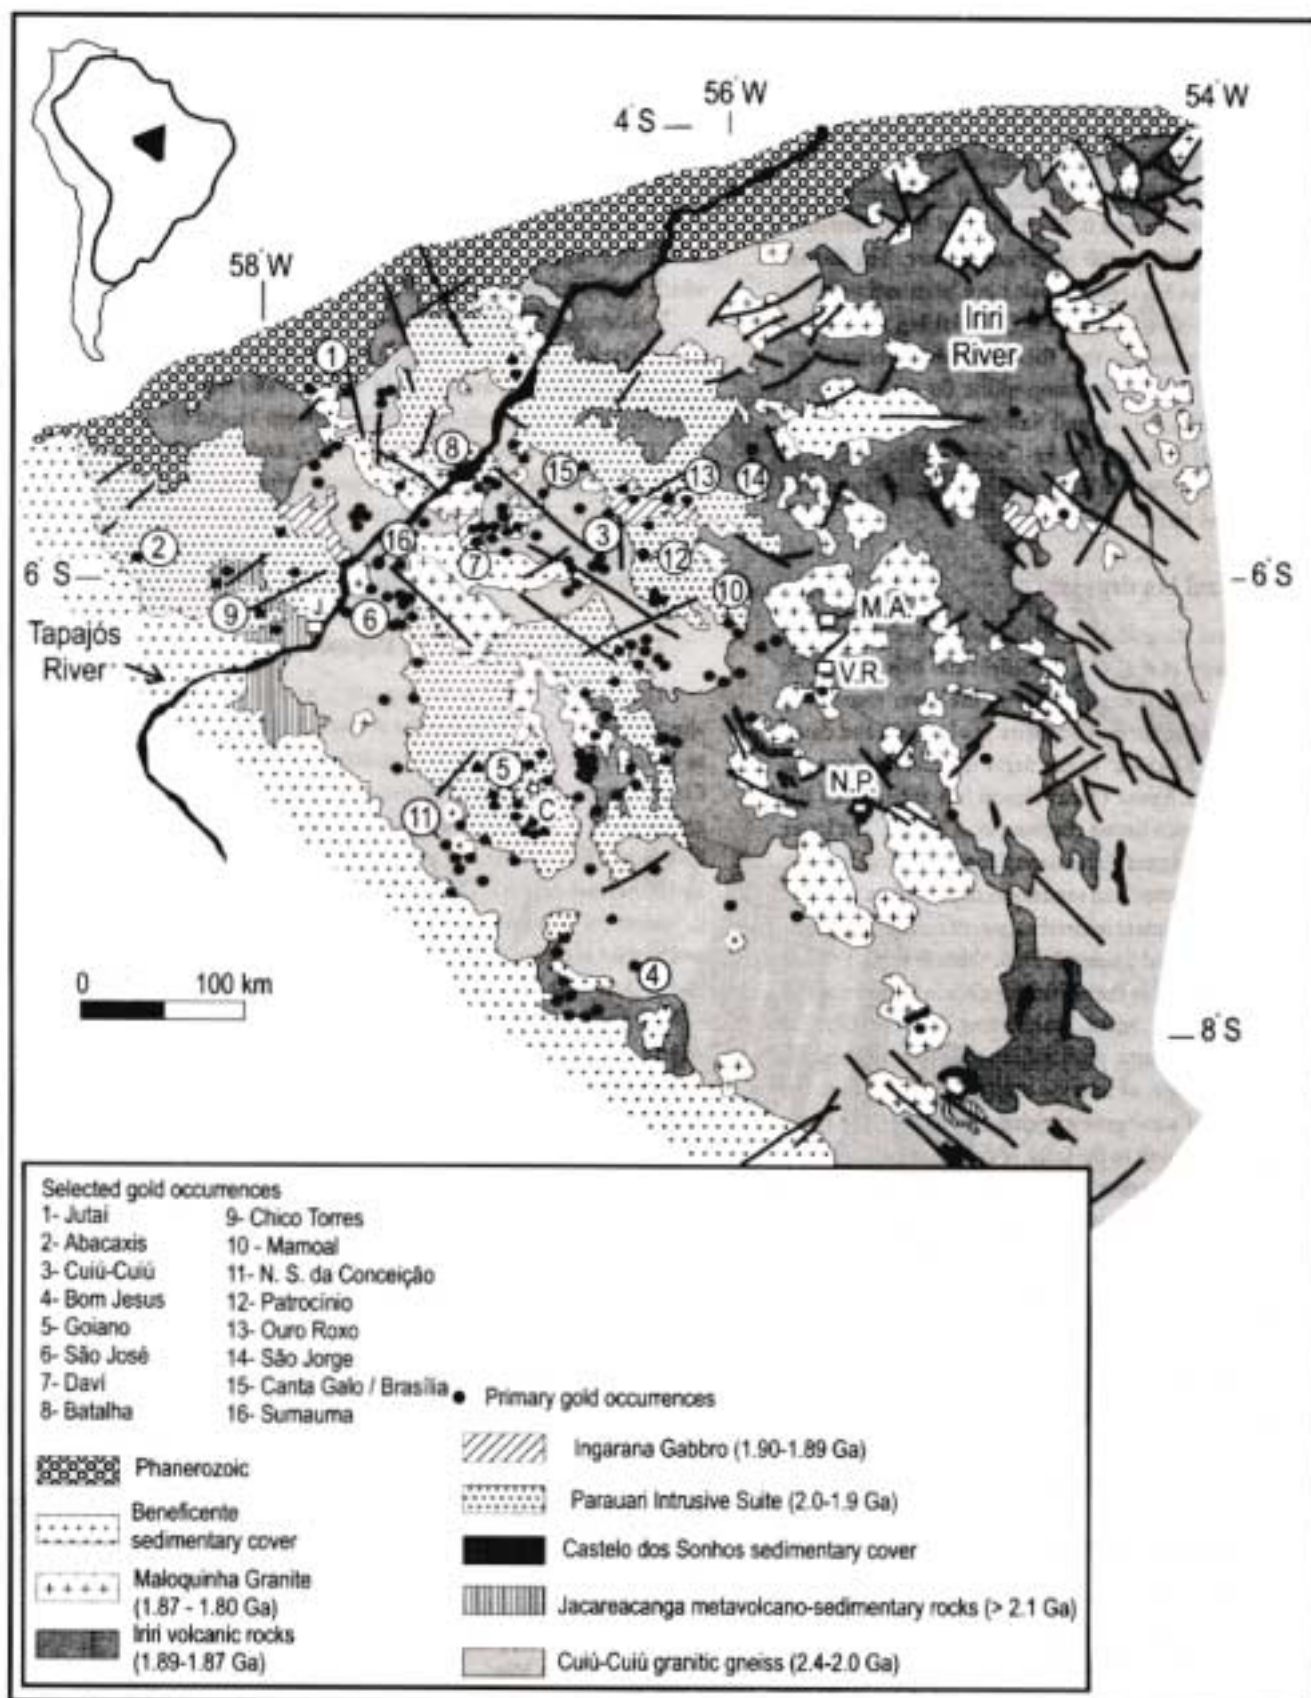 56°W
54°W
4°S
58°W
Iriri
River
1
8
15
13
14
2
16
7
3
12
6°S
6°S
9
J
6
10
M.A.
Tapajós
River
V.R.
5
N.P.
C
11
4
0 100 km
8°S
Selected gold occurrences
1- Jutaí
2- Abacaxis
3- Cuiú-Cuiú
4- Bom Jesus
5- Goiano
6- São José
7- Davi
8- Batalha
9- Chico Torres
10 - Mamoal
11- N. S. da Conceição
12- Patrocínio
13- Ouro Roxo
14- São Jorge
15- Canta Galo / Brasília
16- Sumauma
Phanerozoic
Beneficente
sedimentary cover
Maloquinha Granite
(1.87 - 1.80 Ga)
Iriri volcanic rocks
(1.89-1.87 Ga)
Primary gold occurrences
Ingarana Gabbro (1.90-1.89 Ga)
Parauari Intrusive Suite (2.0-1.9 Ga)
Castelo dos Sonhos sedimentary cover
Jacareacanga metavolcano-sedimentary rocks (> 2.1 Ga)
Cuiú-Cuiú granitic gneiss (2.4-2.0 Ga)